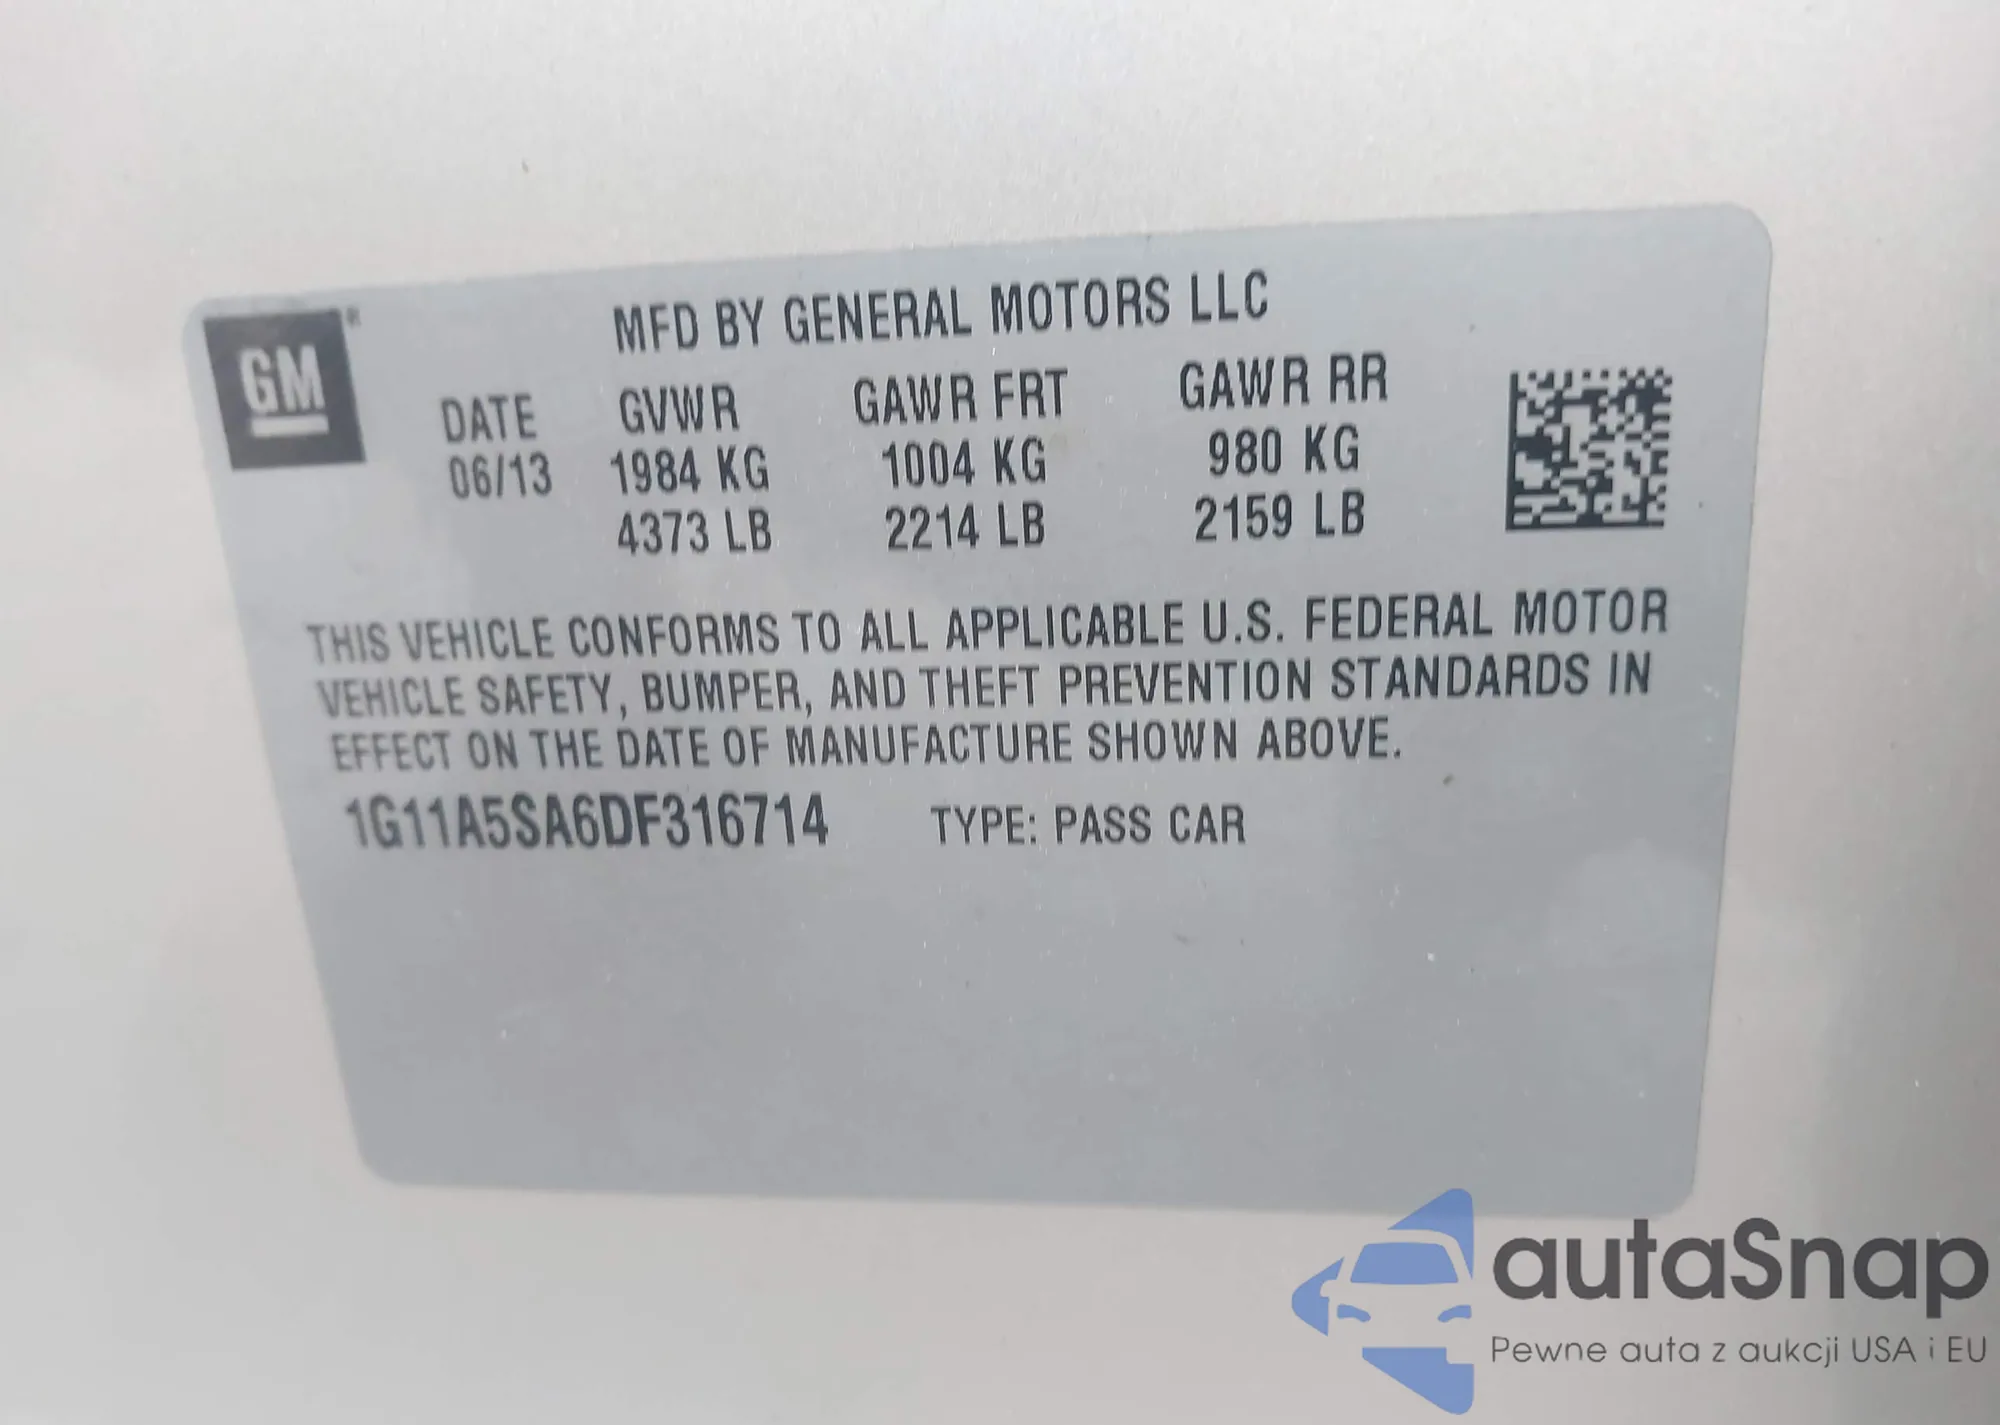 GM®
MFD BY GENERAL MOTORS LLC
DATE GVWR GAWR FRT GAWR RR
06/13 1984 KG 1004 KG 980 KG
4373 LB 2214 LB 2159 LB
THIS VEHICLE CONFORMS TO ALL APPLICABLE U.S. FEDERAL MOTOR
VEHICLE SAFETY, BUMPER, AND THEFT PREVENTION STANDARDS IN
EFFECT ON THE DATE OF MANUFACTURE SHOWN ABOVE.
1G11A5SA6DF316714 TYPE: PASS CAR
autaSnap
Pewne auta z aukcji USA i EU